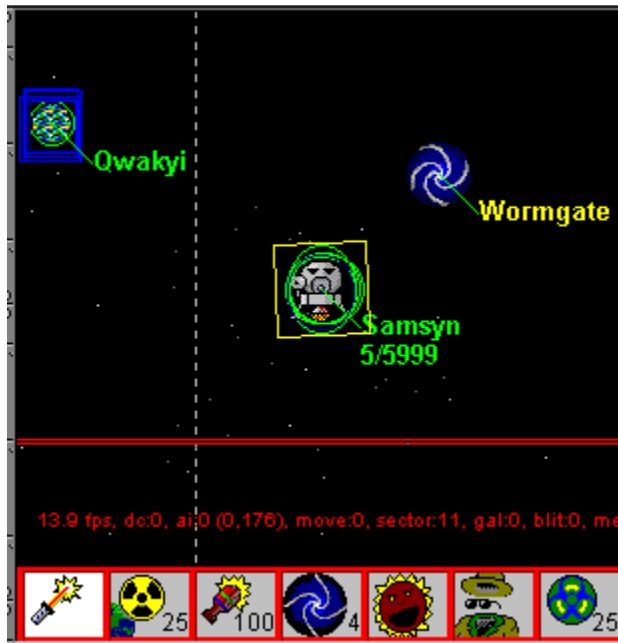 Qwakyi
Wormgate
Samsyn
5/5999
13.9 fps, dc:0, ai:0 (0,176), move:0, sector:11, gal:0, blit:0, me
25
100
4
25